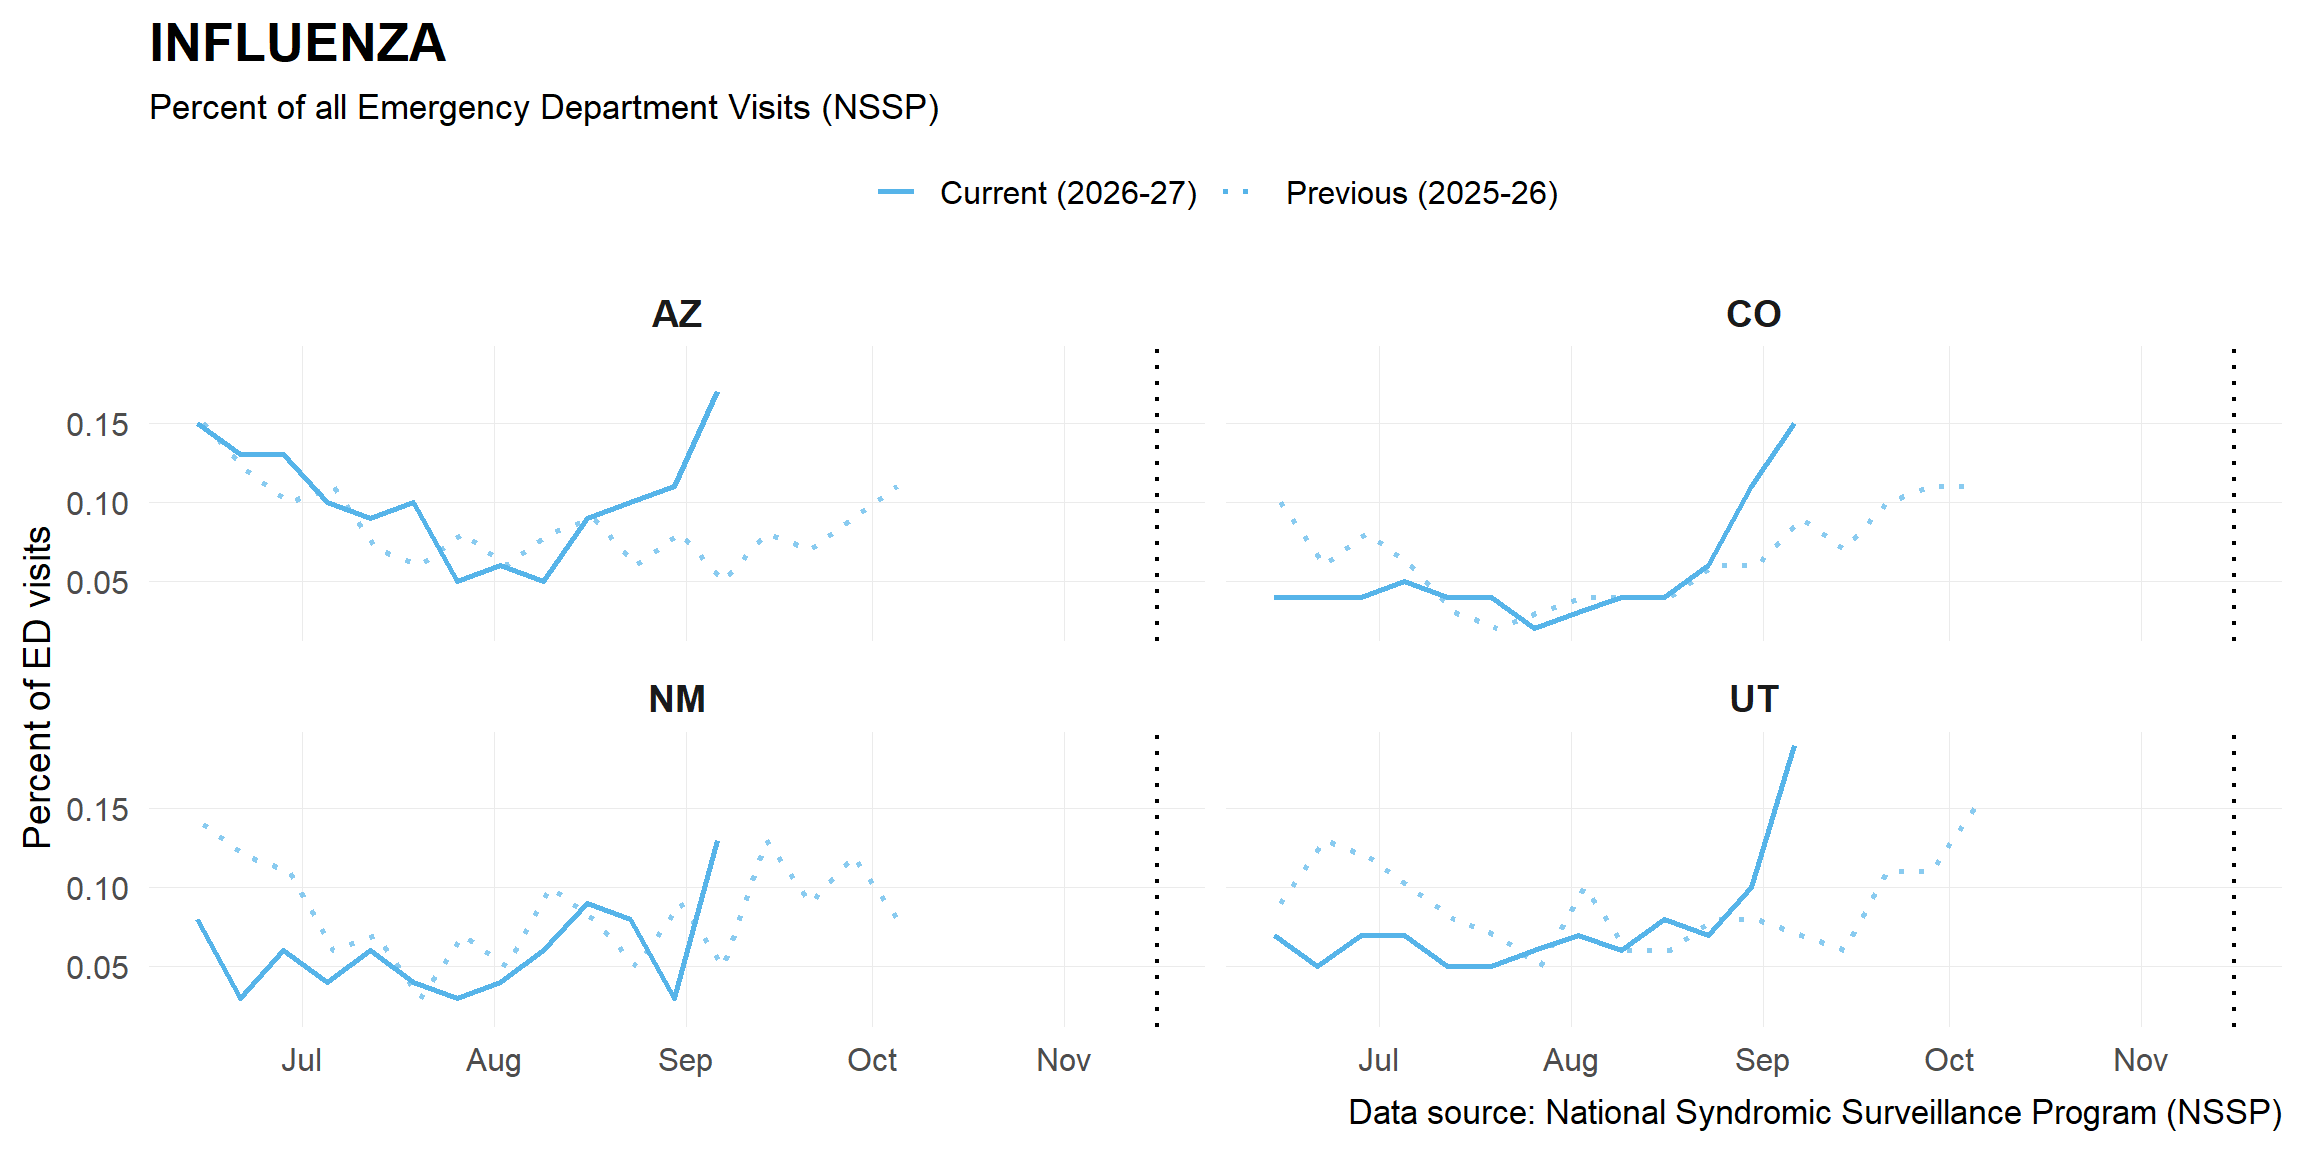 INFLUENZA
Percent of all Emergency Department Visits (NSSP)
Current (2026-27) Previous (2025-26)
AZ CO
0.15
0.10
0.05
Percent of ED visits
NM UT
0.15
0.10
0.05
Jul Aug Sep Oct Nov Jul Aug Sep Oct Nov
Data source: National Syndromic Surveillance Program (NSSP)